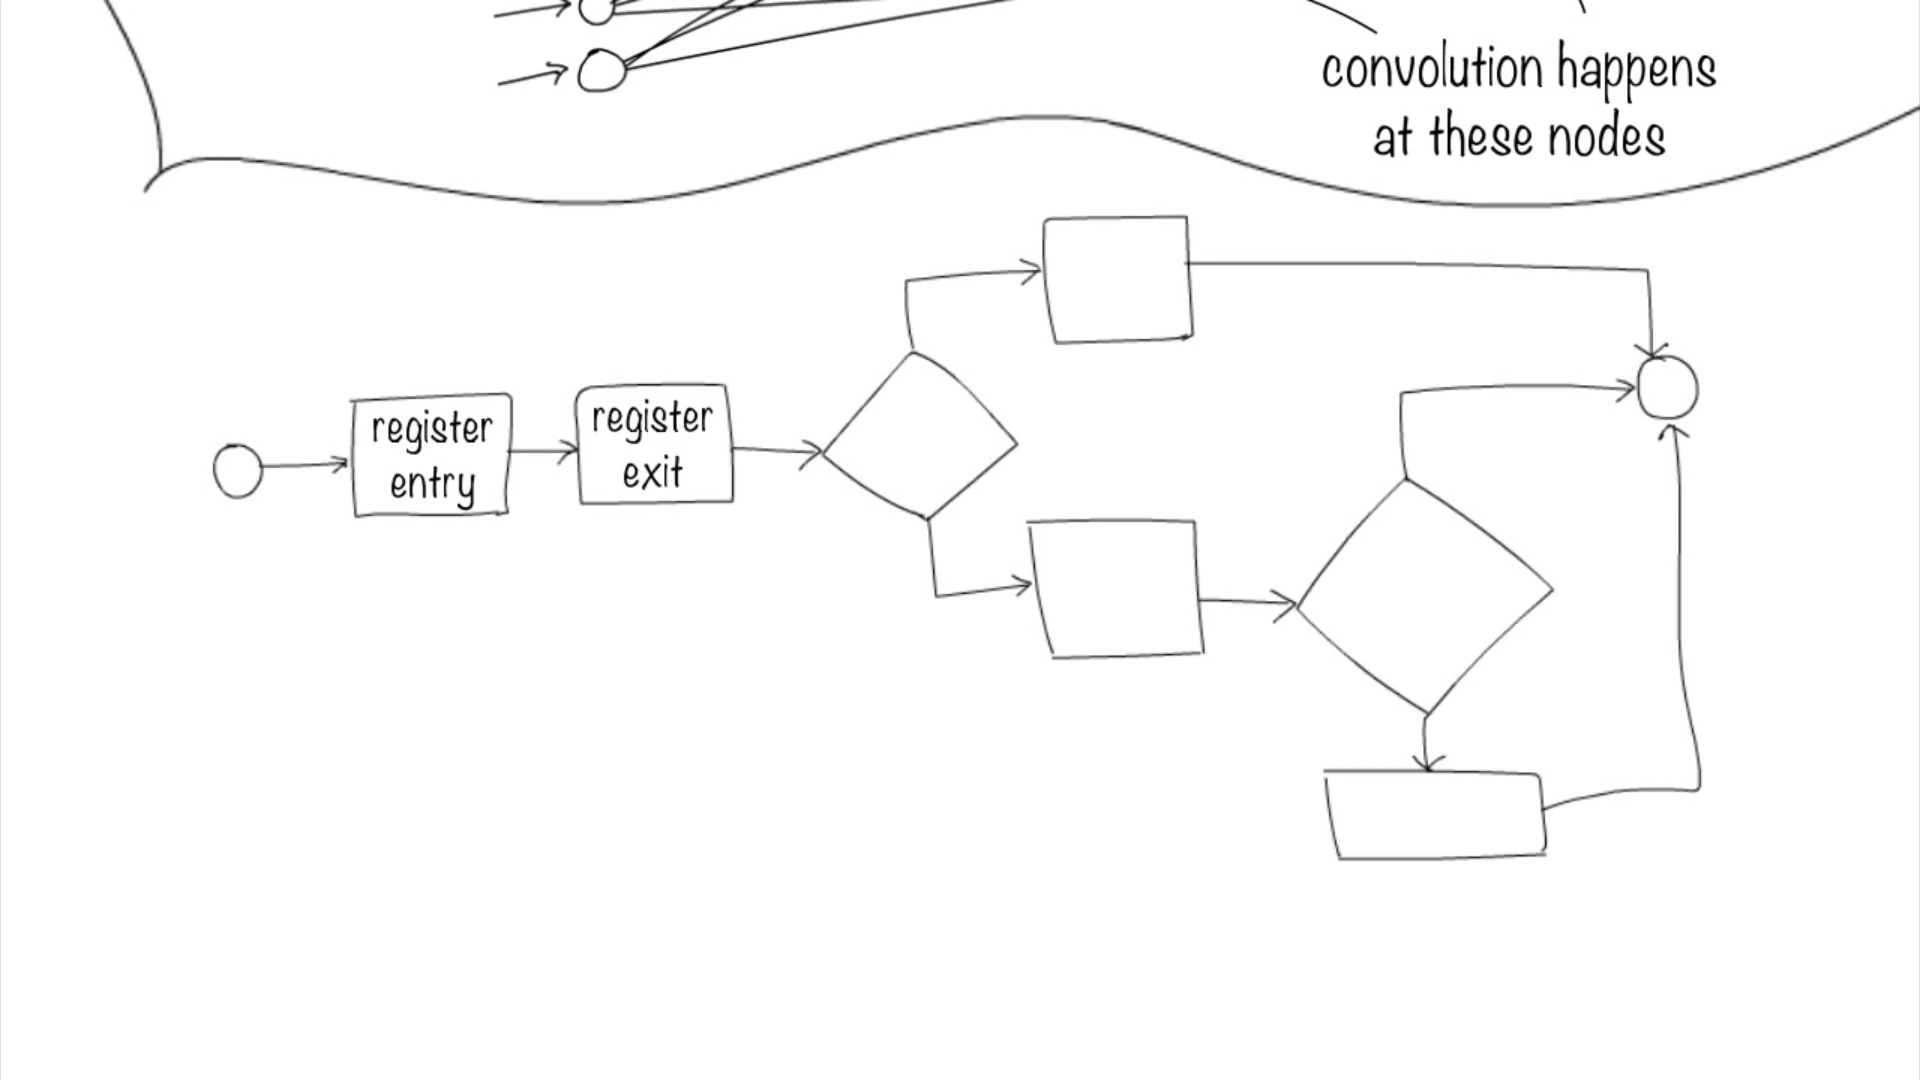 convolution happens
at these nodes
register
entry
register
exit